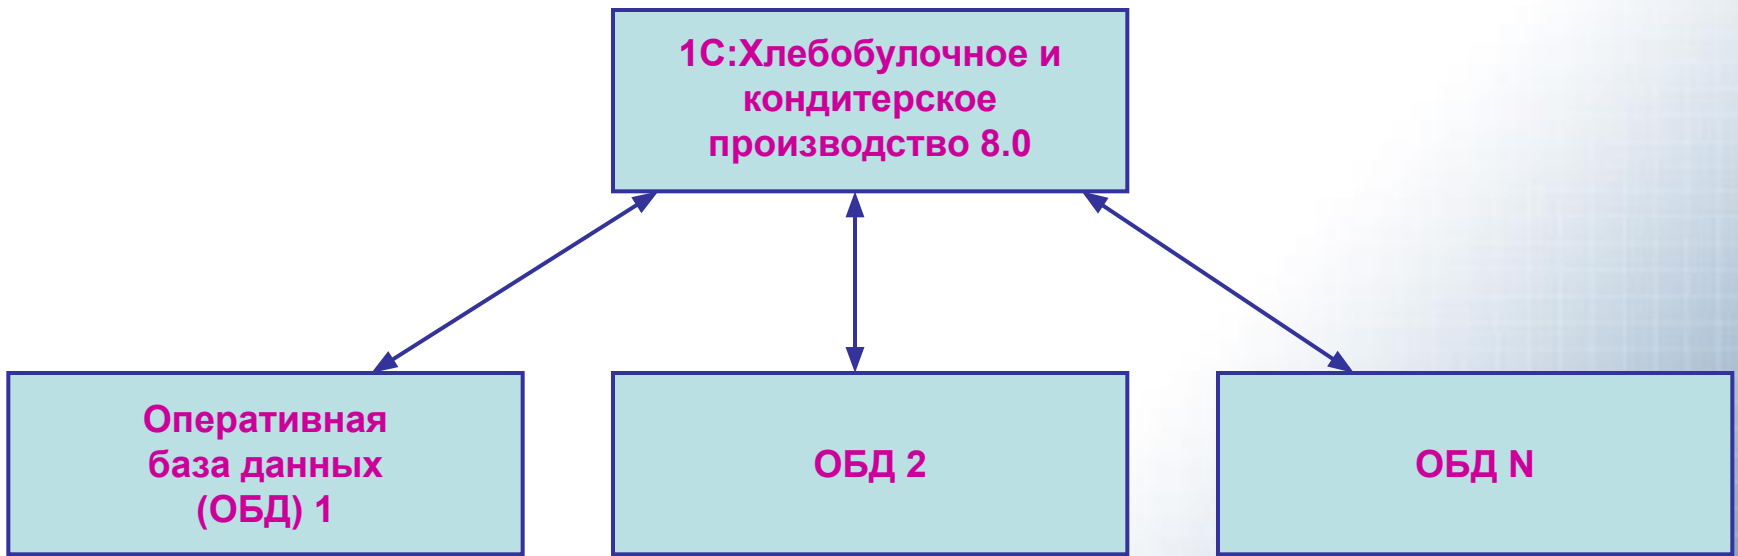 1С:Хлебобулочное и
кондитерское
производство 8.0
Оперативная
база данных
(ОБД) 1
ОБД 2
ОБД N